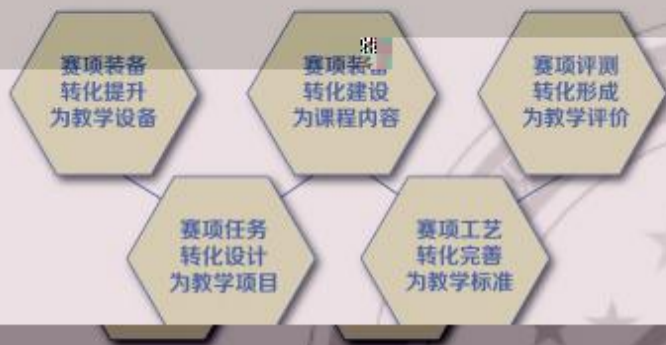 赛项装备
转化提升
为教学设备
赛项装
转化建设
为课程内容
赛项评测
转化形成
为教学评价
赛项任务
转化设计
为教学项目
赛项工艺
转化完善
为教学标准